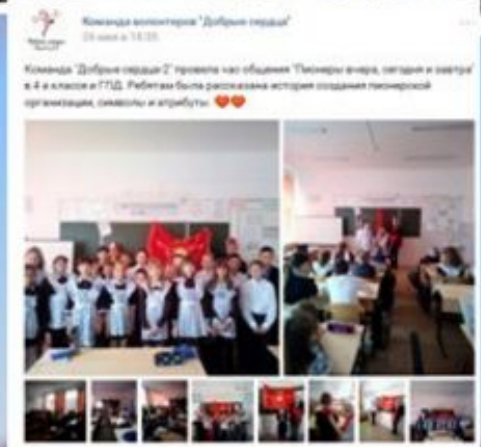 Команда волонтеров "Добрые сердца"
Команда "Добрые сердца-2" провела час общения "Пионеры вчера, сегодня и завтра"
в 4 а классе и ГПД. Ребятам была рассказана история создания пионерской
организации, символы и атрибуты.